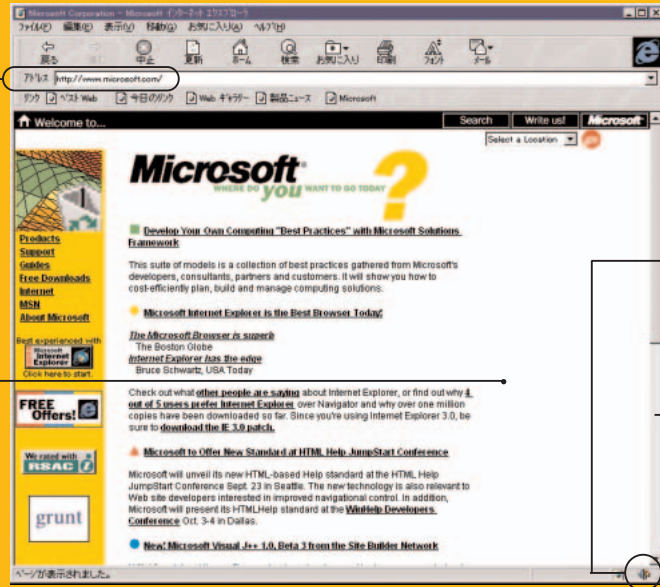 Microsoft Corporation - Microsoft インターネット エクスプローラ
ファイル(F) 編集(E) 表示(V) 移動(G) お気に入り(A) ヘルプ(H)
戻る 中止 更新 ホーム 検索 お気に入り 印刷 フォント メール
アドレス http://www.microsoft.com/
リンク ベスト Web 今日のリンク Web ギャラリー 製品ニュース Microsoft
Welcome to... Search Write us! Microsoft
Select a Location go
Microsoft
WHERE DO you WANT TO GO TODAY ?
Products
Support
Guides
Free Downloads
Internet
MSN
About Microsoft
Best experienced with
Microsoft Internet Explorer
Click here to start.
FREE Offers!
We rated with RSAC i
grunt
Develop Your Own Computing "Best Practices" with Microsoft Solutions
Framework
This suite of models is a collection of best practices gathered from Microsoft's
developers, consultants, partners and customers. It will show you how to
cost-efficiently plan, build and manage computing solutions.
Microsoft Internet Explorer is the Best Browser Today!
The Microsoft Browser is superb
The Boston Globe
Internet Explorer has the edge
Bruce Schwartz, USA Today
Check out what other people are saying about Internet Explorer, or find out why 4
out of 5 users prefer Internet Explorer over Navigator and why over one million
copies have been downloaded so far. Since you're using Internet Explorer 3.0, be
sure to download the IE 3.0 patch.
Microsoft to Offer New Standard at HTML Help JumpStart Conference
Microsoft will unveil its new HTML-based Help standard at the HTML Help
JumpStart Conference Sept. 23 in Seattle. The new technology is also relevant to
Web site developers interested in improved navigational control. In addition,
Microsoft will present its HTMLHelp standard at the WinHelp Developers
Conference Oct. 3-4 in Dallas.
New! Microsoft Visual J++ 1.0, Beta 3 from the Site Builder Network
ページが表示されました。